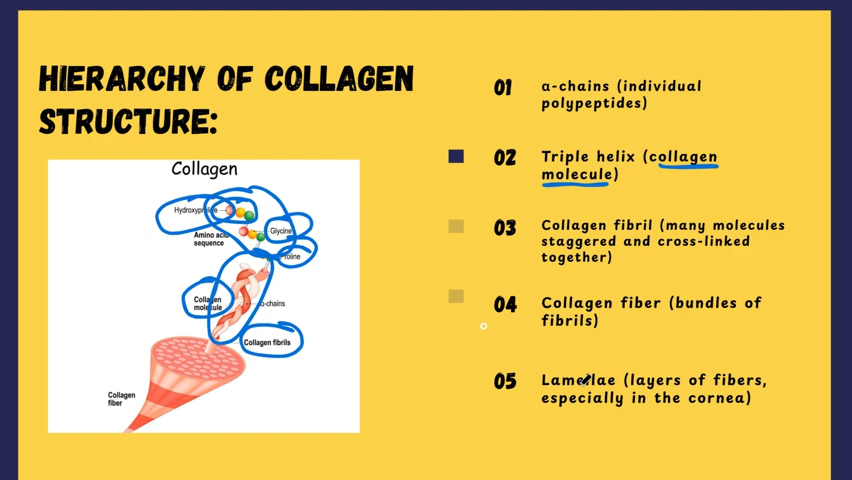 HIERARCHY OF COLLAGEN
STRUCTURE:
Collagen
Hydroxyproline
Amino acid
sequence
Glycine
Proline
Collagen
molecule
α-chains
Collagen fibrils
Collagen
fiber
01
α-chains (individual
polypeptides)
02
Triple helix (collagen
molecule)
03
Collagen fibril (many molecules
staggered and cross-linked
together)
04
Collagen fiber (bundles of
fibrils)
05
Lamellae (layers of fibers,
especially in the cornea)